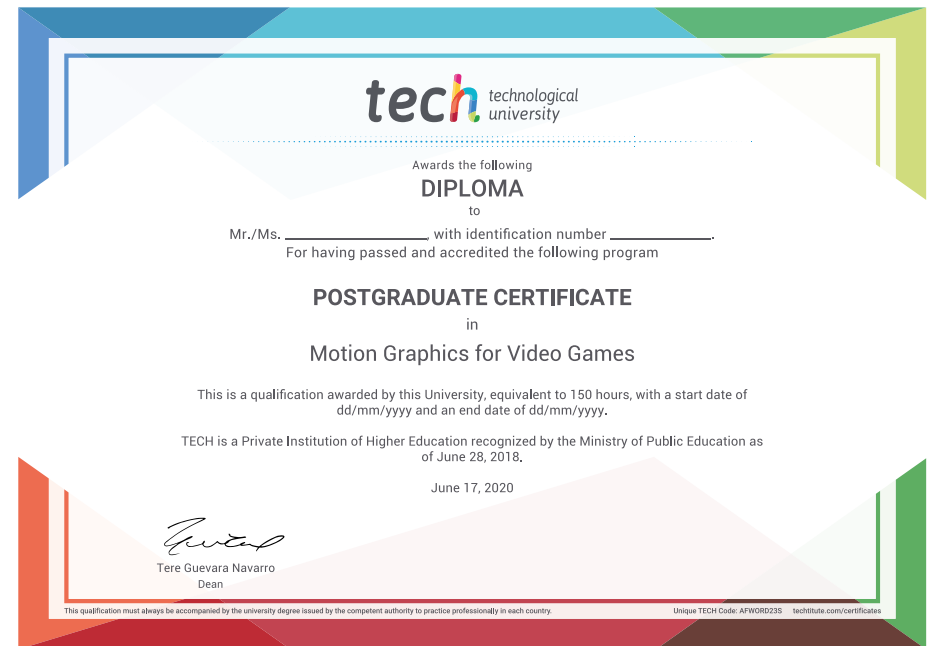 tech technological
university
Awards the following
DIPLOMA
to
Mr./Ms. ____________________, with identification number ______________.
For having passed and accredited the following program
POSTGRADUATE CERTIFICATE
in
Motion Graphics for Video Games
This is a qualification awarded by this University, equivalent to 150 hours, with a start date of
dd/mm/yyyy and an end date of dd/mm/yyyy.
TECH is a Private Institution of Higher Education recognized by the Ministry of Public Education as
of June 28, 2018.
June 17, 2020
Tere Guevara Navarro
Dean
This qualification must always be accompanied by the university degree issued by the competent authority to practice professionally in each country.
Unique TECH Code: AFWORD23S techtitute.com/certificates